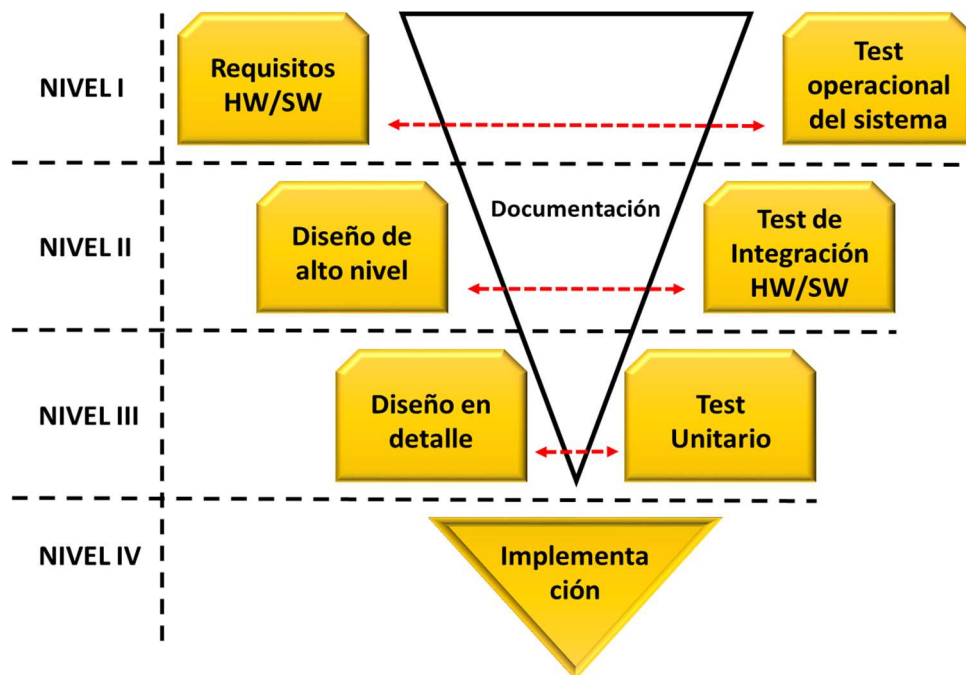 NIVEL I
Requisitos
HW/SW
Test
operacional
del sistema
NIVEL II
Diseño de
alto nivel
Documentación
Test de
Integración
HW/SW
NIVEL III
Diseño en
detalle
Test
Unitario
NIVEL IV
Implementa
ción